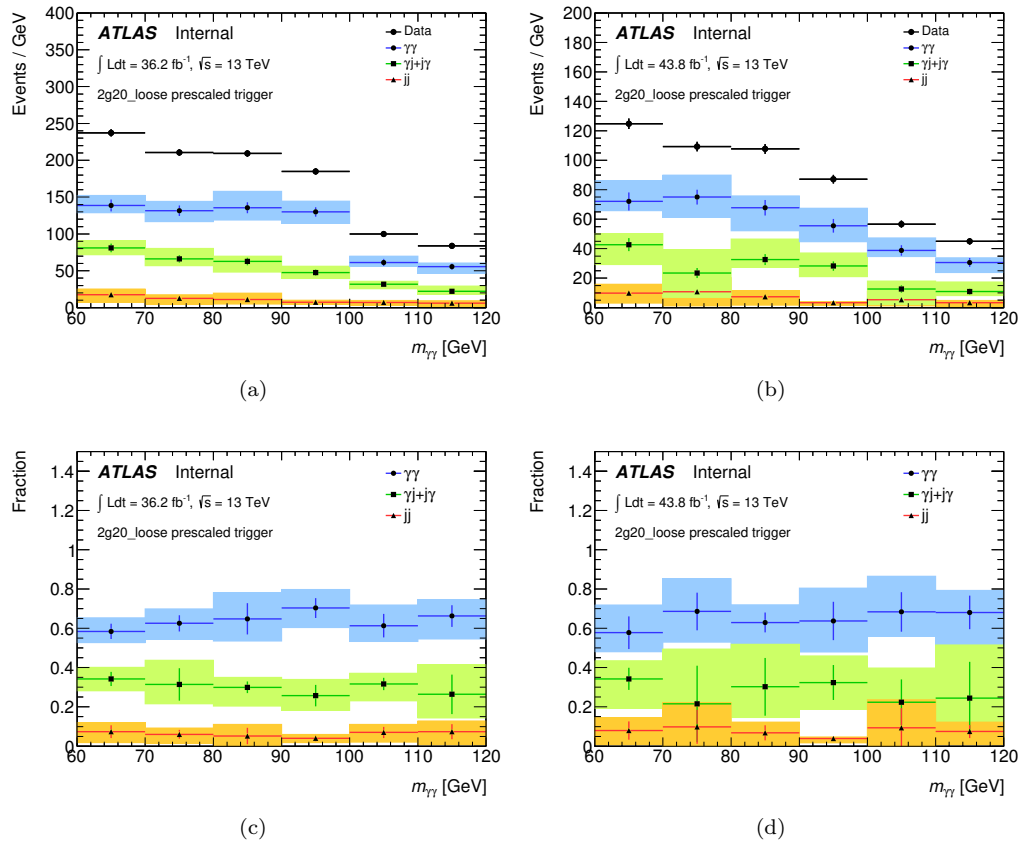 Events / GeV
400
350
300
250
200
150
100
50
0
ATLAS Internal
∫ Ldt = 36.2 fb⁻¹, √s = 13 TeV
2g20_loose prescaled trigger
Data
γγ
γj+jγ
jj
60 70 80 90 100 110 120
mγγ [GeV]
(a)
Events / GeV
200
180
160
140
120
100
80
60
40
20
0
ATLAS Internal
∫ Ldt = 43.8 fb⁻¹, √s = 13 TeV
2g20_loose prescaled trigger
Data
γγ
γj+jγ
jj
60 70 80 90 100 110 120
mγγ [GeV]
(b)
Fraction
1.4
1.2
1
0.8
0.6
0.4
0.2
0
ATLAS Internal
∫ Ldt = 36.2 fb⁻¹, √s = 13 TeV
2g20_loose prescaled trigger
γγ
γj+jγ
jj
60 70 80 90 100 110 120
mγγ [GeV]
(c)
Fraction
1.4
1.2
1
0.8
0.6
0.4
0.2
0
ATLAS Internal
∫ Ldt = 43.8 fb⁻¹, √s = 13 TeV
2g20_loose prescaled trigger
γγ
γj+jγ
jj
60 70 80 90 100 110 120
mγγ [GeV]
(d)